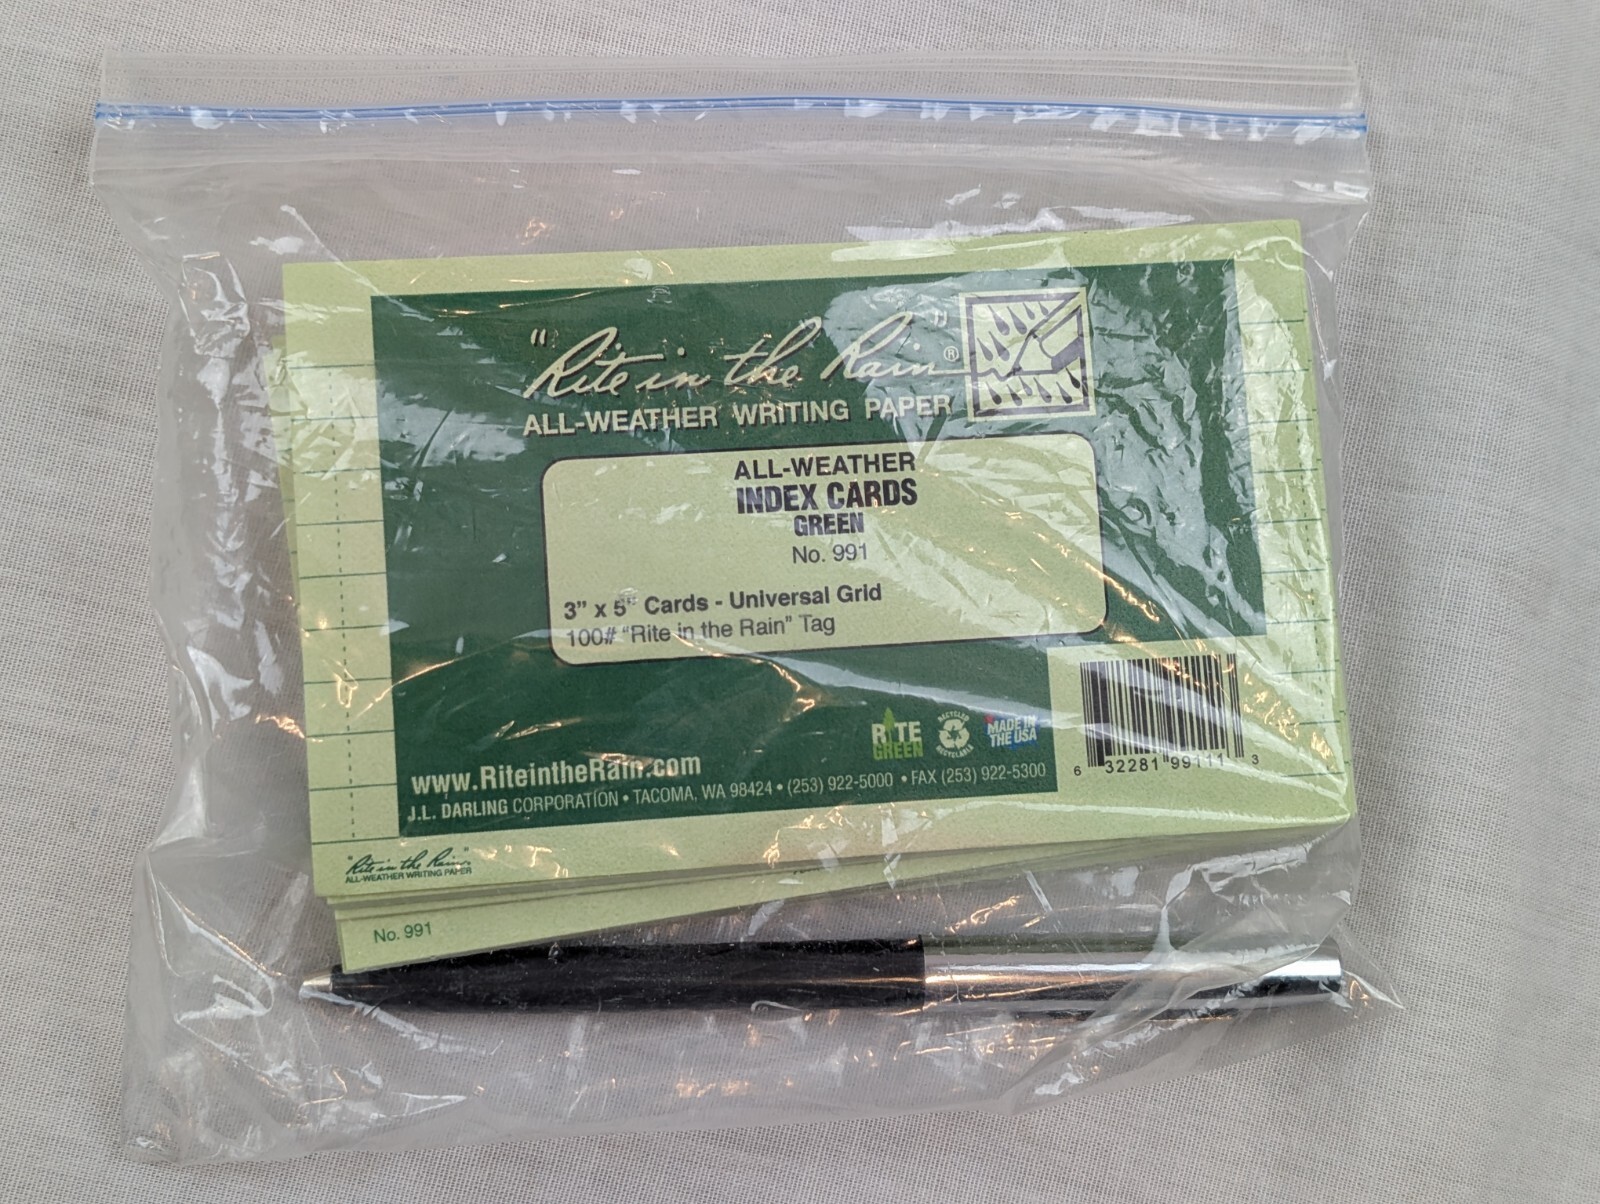 "Rite in the Rain"®
ALL-WEATHER WRITING PAPER
ALL-WEATHER
INDEX CARDS
GREEN
No. 991
3" x 5" Cards - Universal Grid
100# "Rite in the Rain" Tag
RITE
GREEN
RECYCLED
RECYCLABLE
MADE IN
THE USA
www.RiteintheRain.com
J.L. DARLING CORPORATION • TACOMA, WA 98424 • (253) 922-5000 • FAX (253) 922-5300
6 32281 99111 3
"Rite in the Rain"
ALL-WEATHER WRITING PAPER
No. 991